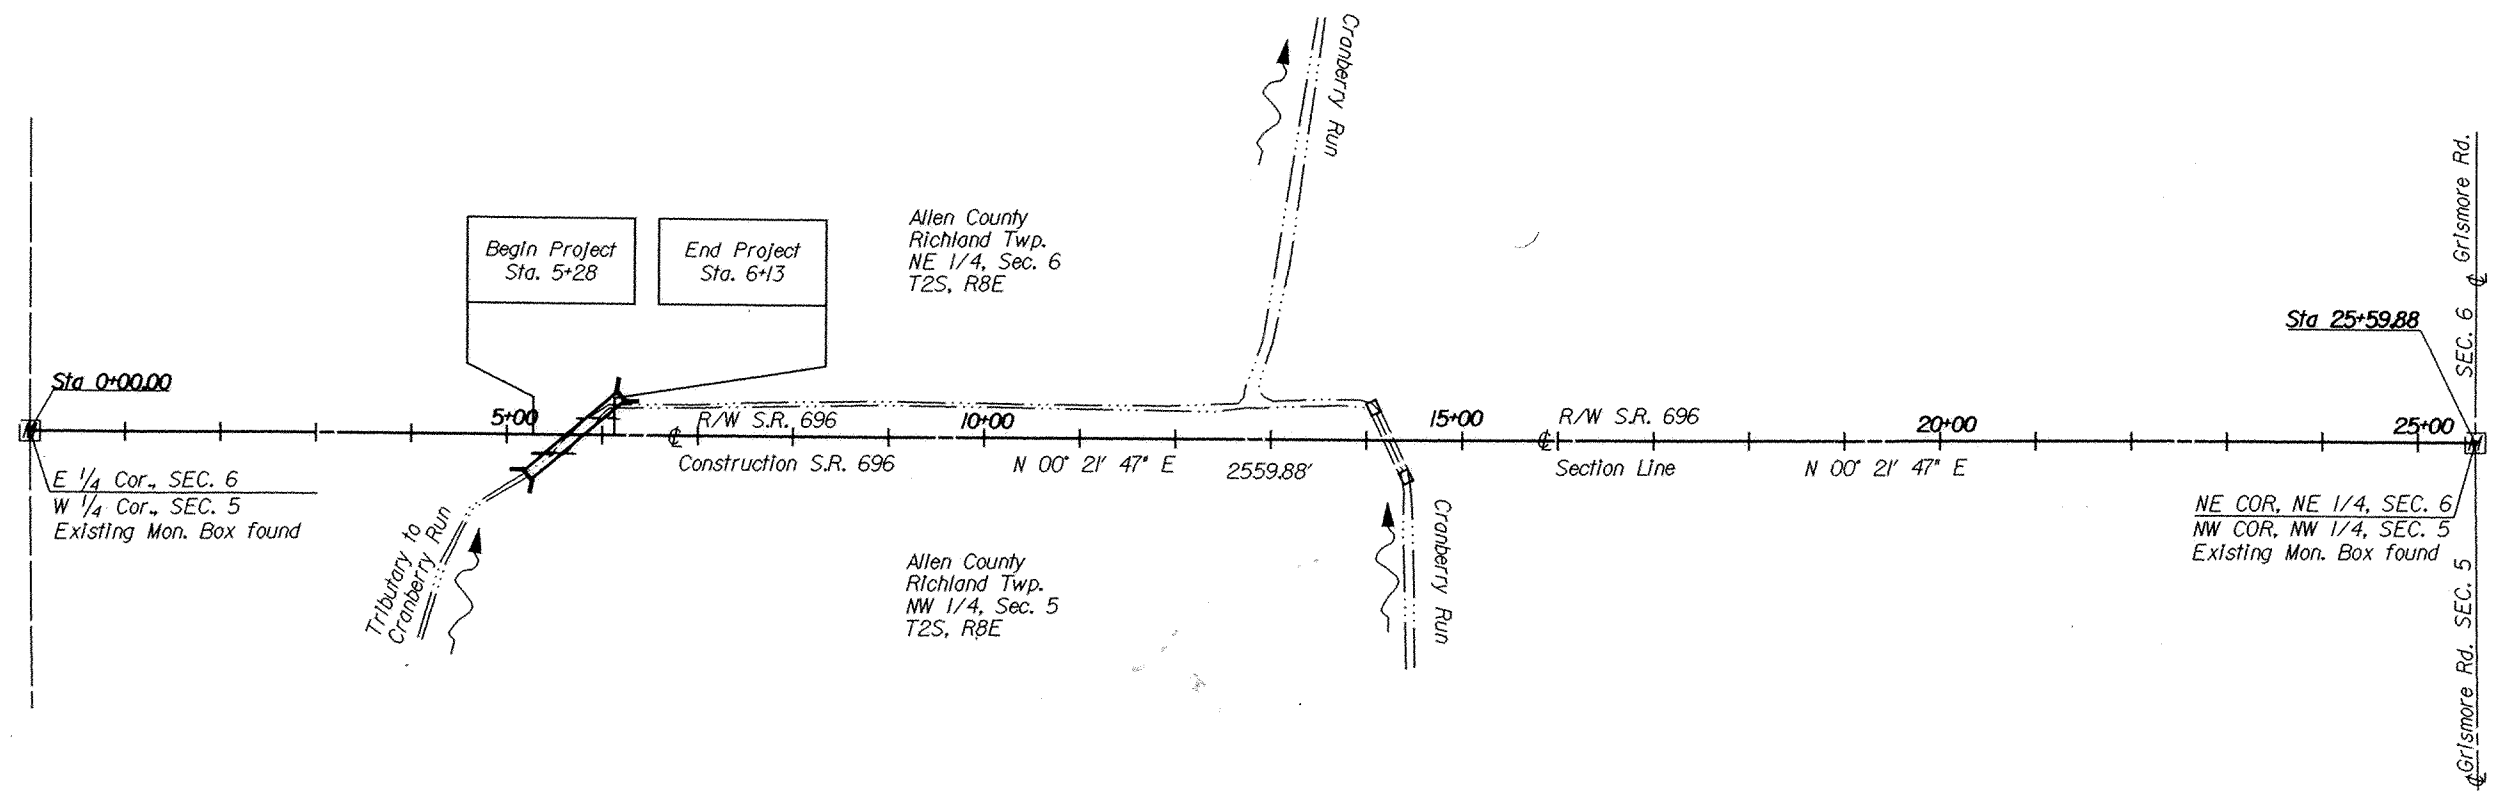 Cranberry Run
Begin Project
Sta. 5+28
End Project
Sta. 6+13
Allen County
Richland Twp.
NE 1/4, Sec. 6
T2S, R8E
SEC. 6 ℄ Grismore Rd.
Sta 25+59.88
Sta 0+00.00
5+00
℄ R/W S.R. 696
10+00
15+00
℄ R/W S.R. 696
20+00
25+00
Construction S.R. 696
N 00° 21' 47" E
2559.88'
Section Line
N 00° 21' 47" E
E 1/4 Cor., SEC. 6
W 1/4 Cor., SEC. 5
Existing Mon. Box found
NE COR, NE 1/4, SEC. 6
NW COR, NW 1/4, SEC. 5
Existing Mon. Box found
Tributary to
Cranberry Run
Allen County
Richland Twp.
NW 1/4, Sec. 5
T2S, R8E
Cranberry Run
℄ Grismore Rd. SEC. 5